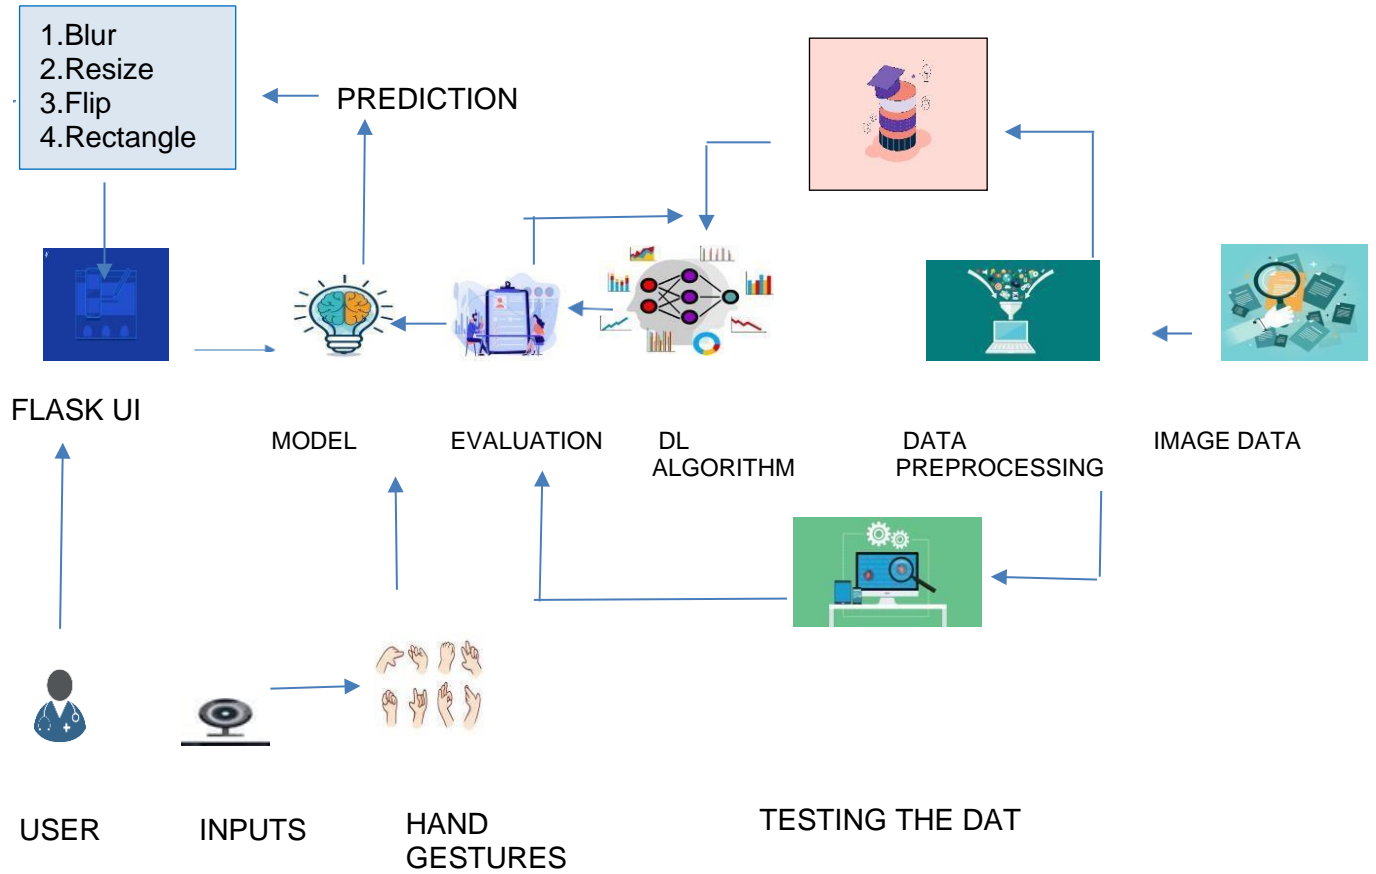 1.Blur
2.Resize
3.Flip
4.Rectangle
PREDICTION
FLASK UI
MODEL
EVALUATION
DL
ALGORITHM
DATA
PREPROCESSING
IMAGE DATA
USER
INPUTS
HAND
GESTURES
TESTING THE DAT